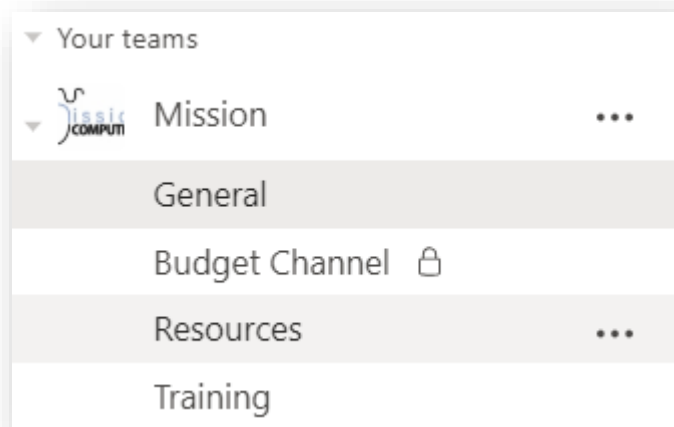 Your teams
Mission
General
Budget Channel
Resources
Training